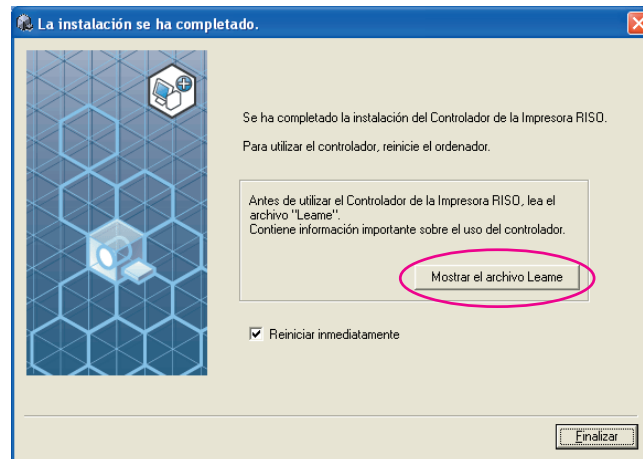 La instalación se ha completado.
Se ha completado la instalación del Controlador de la Impresora RISO.
Para utilizar el controlador, reinicie el ordenador.
Antes de utilizar el Controlador de la Impresora RISO, lea el
archivo "Leame".
Contiene información importante sobre el uso del controlador.
Mostrar el archivo Leame
Reiniciar inmediatamente
Finalizar